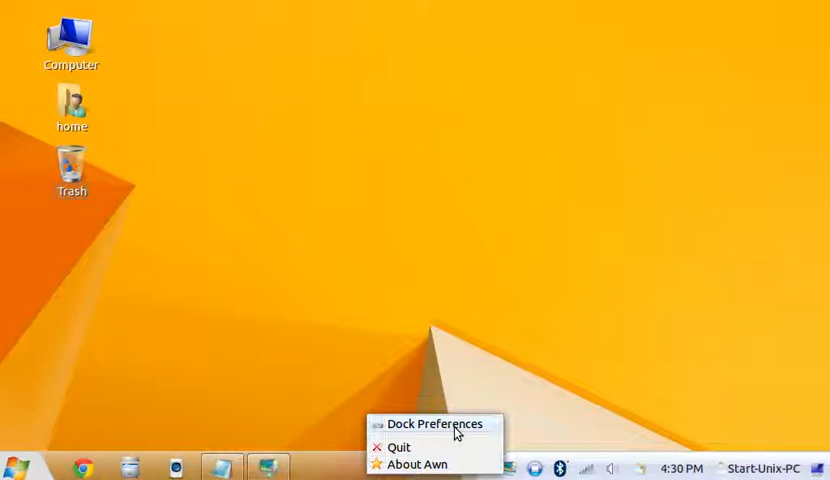 Computer
home
Trash
Dock Preferences
Quit
About Awn
4:30 PM
Start-Unix-PC